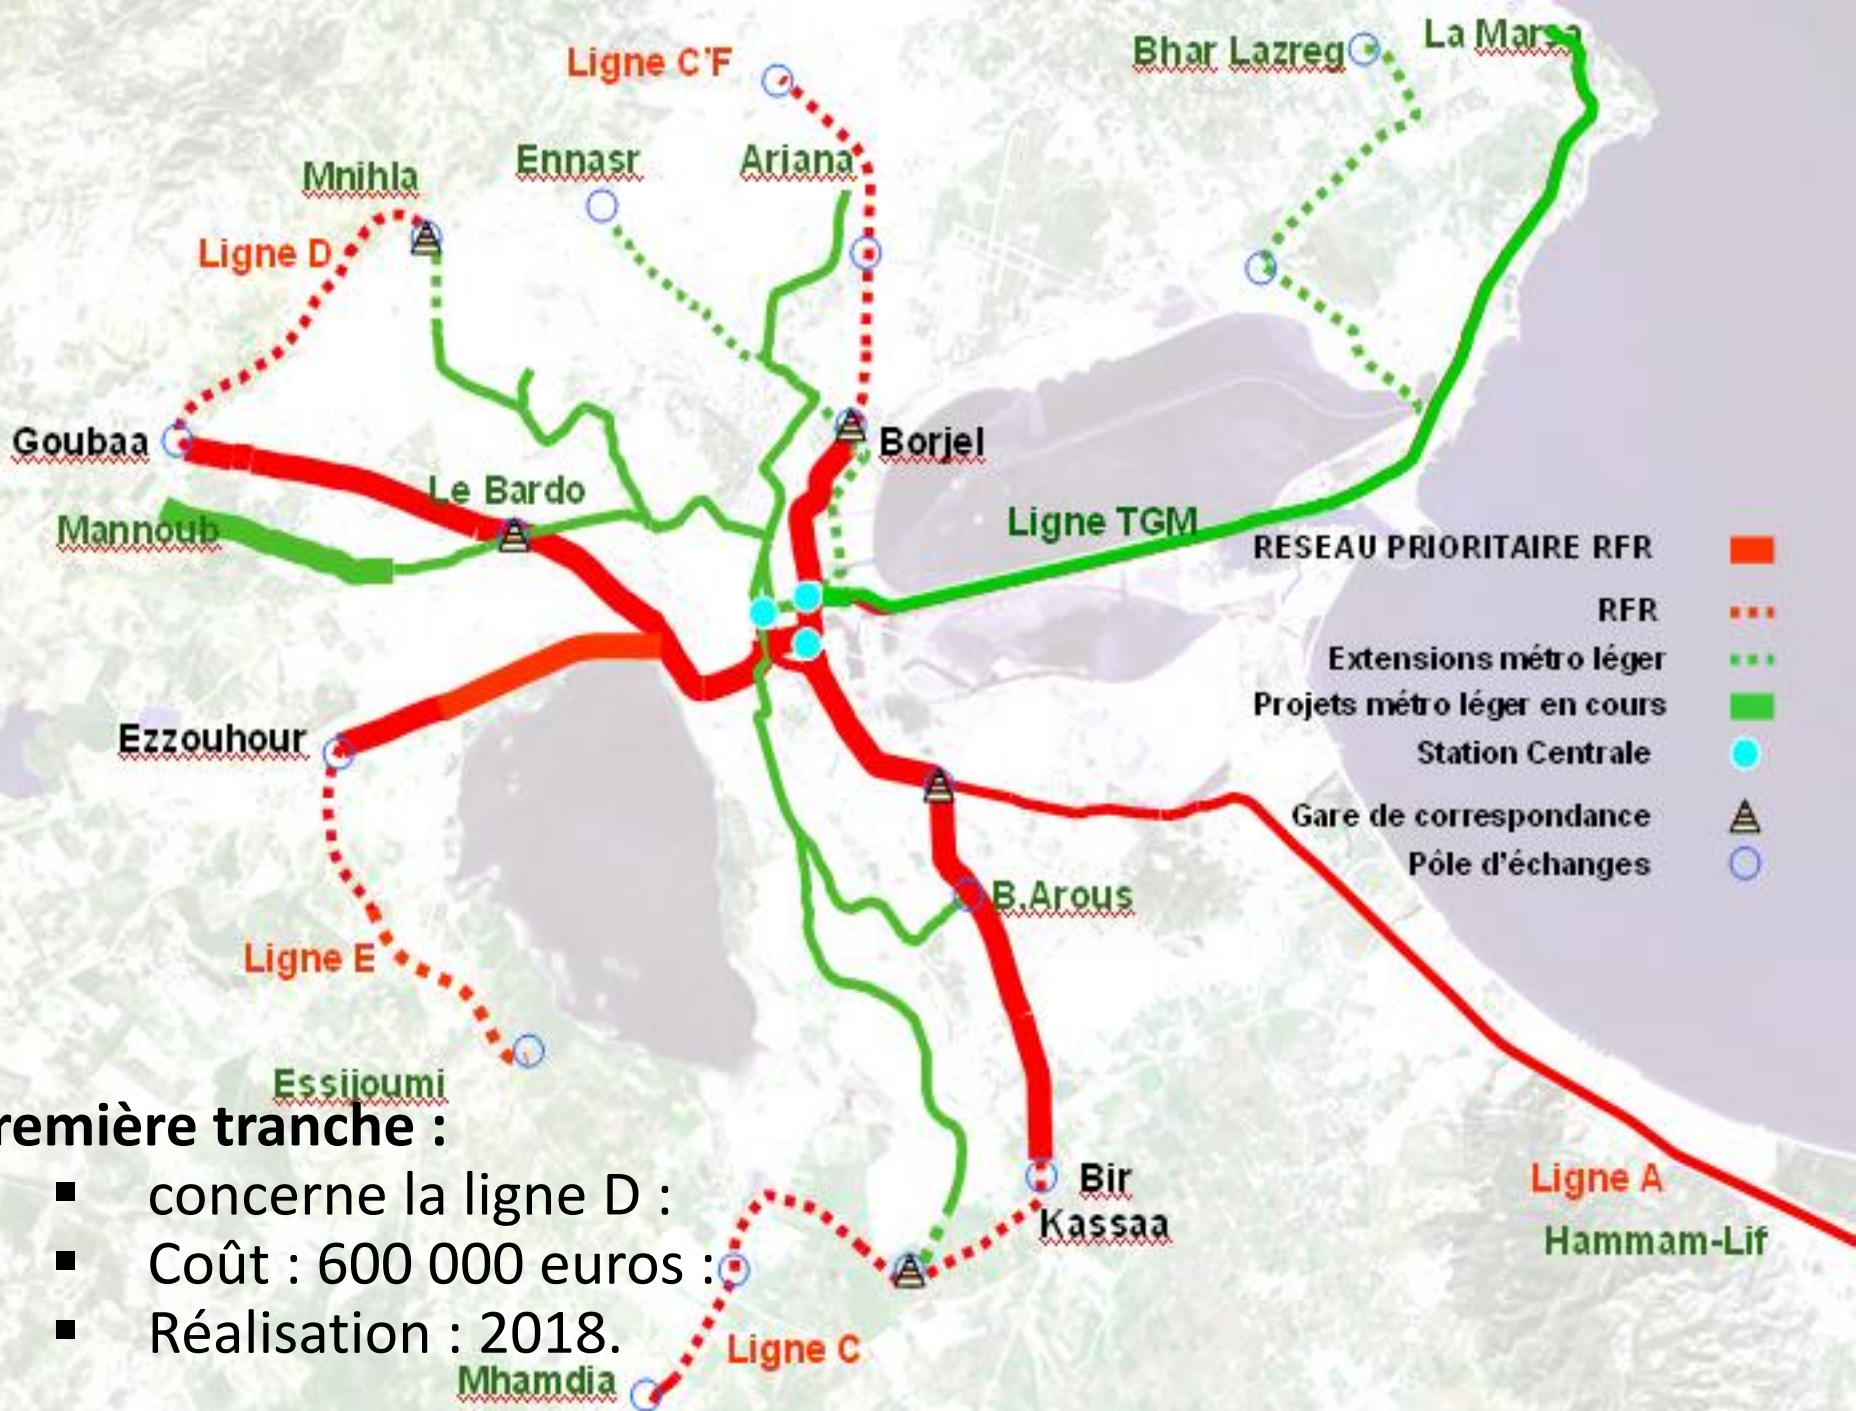 La Marsa
Bhar Lazreg
Ligne C'F
Ennasr
Ariana
Mnihla
Ligne D
Goubaa
Borjel
Le Bardo
Mannoub
Ligne TGM
RESEAU PRIORITAIRE RFR
RFR
Extensions métro léger
Projets métro léger en cours
Station Centrale
Gare de correspondance
Pôle d'échanges
Ezzouhour
B.Arous
Ligne E
Essijoumi
remière tranche :
▪ concerne la ligne D :
▪ Coût : 600 000 euros :
▪ Réalisation : 2018.
Bir
Kassaa
Ligne A
Hammam-Lif
Ligne C
Mhamdia